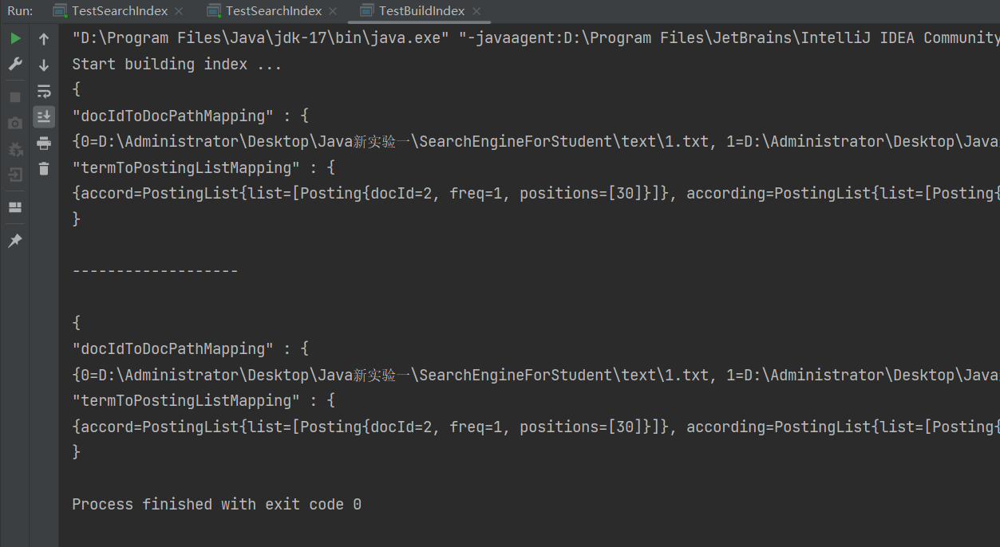 Run: TestSearchIndex TestSearchIndex TestBuildIndex
"D:\Program Files\Java\jdk-17\bin\java.exe" "-javaagent:D:\Program Files\JetBrains\IntelliJ IDEA Community
Start building index ...
{
"docIdToDocPathMapping" : {
{0=D:\Administrator\Desktop\Java新实验一\SearchEngineForStudent\text\1.txt, 1=D:\Administrator\Desktop\Java
"termToPostingListMapping" : {
{accord=PostingList{list=[Posting{docId=2, freq=1, positions=[30]}]}, according=PostingList{list=[Posting{
}
-------------------
{
"docIdToDocPathMapping" : {
{0=D:\Administrator\Desktop\Java新实验一\SearchEngineForStudent\text\1.txt, 1=D:\Administrator\Desktop\Java
"termToPostingListMapping" : {
{accord=PostingList{list=[Posting{docId=2, freq=1, positions=[30]}]}, according=PostingList{list=[Posting{
}
Process finished with exit code 0